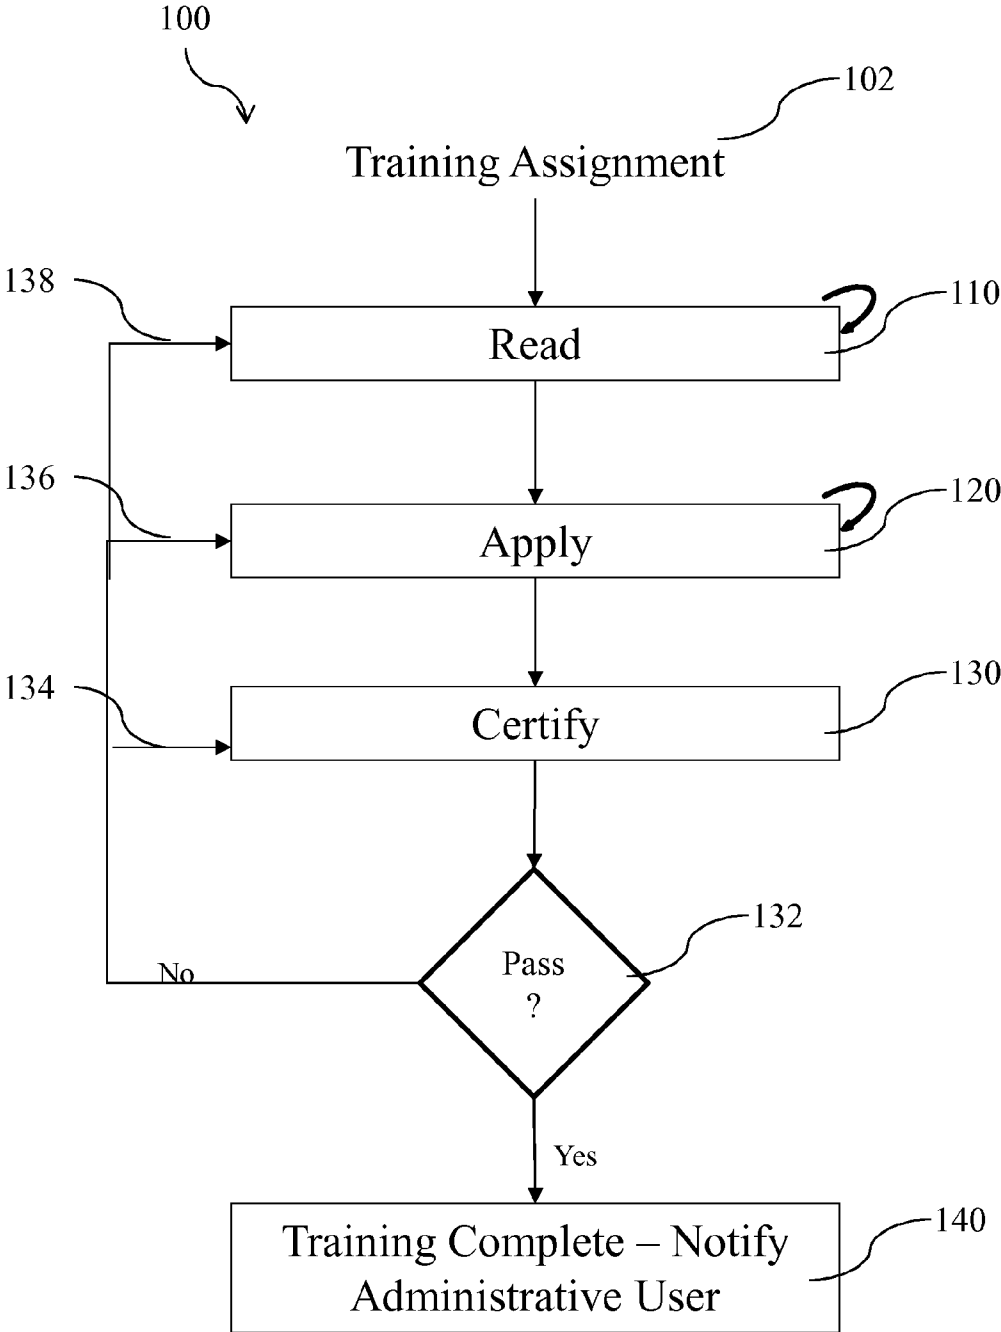 100
102
Training Assignment
138
110
Read
136
120
Apply
134
130
Certify
132
Pass
?
No
Yes
140
Training Complete – Notify
Administrative User